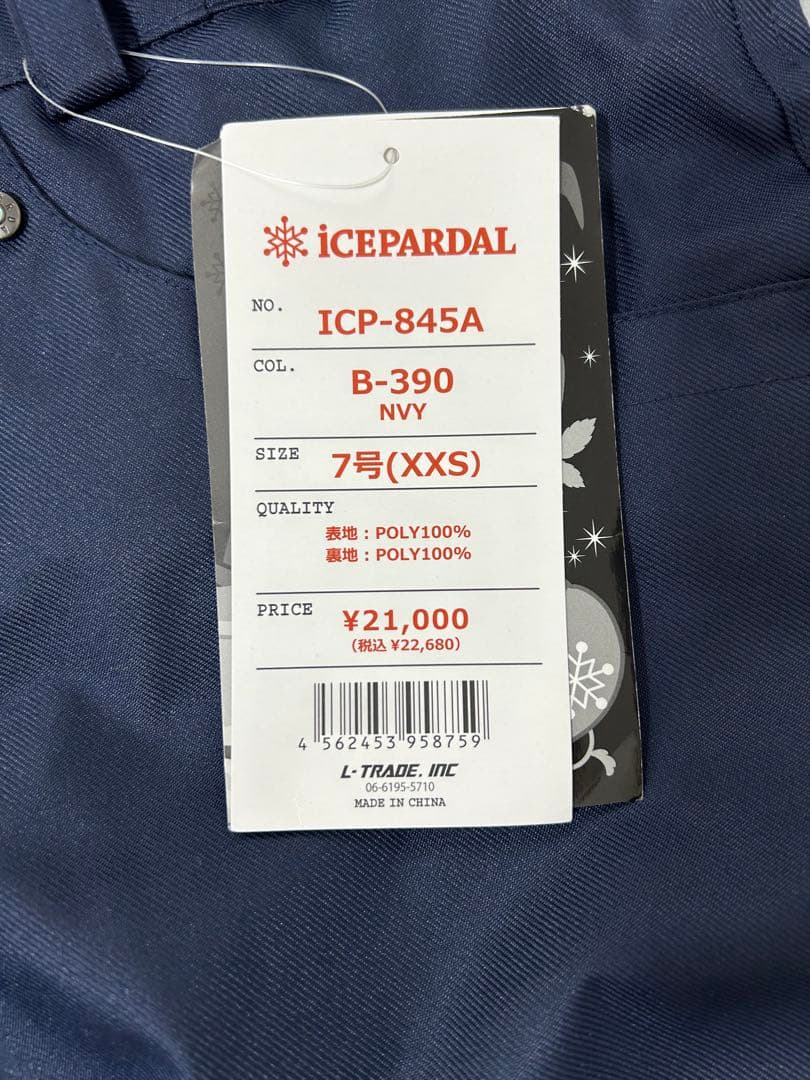 iCEPARDAL
NO.
ICP-845A
COL.
B-390
NVY
SIZE
7号(XXS)
QUALITY
表地：POLY100%
裏地：POLY100%
PRICE
¥21,000
（税込 ¥22,680）
4 562453 958759
L-TRADE. INC
06-6195-5710
MADE IN CHINA